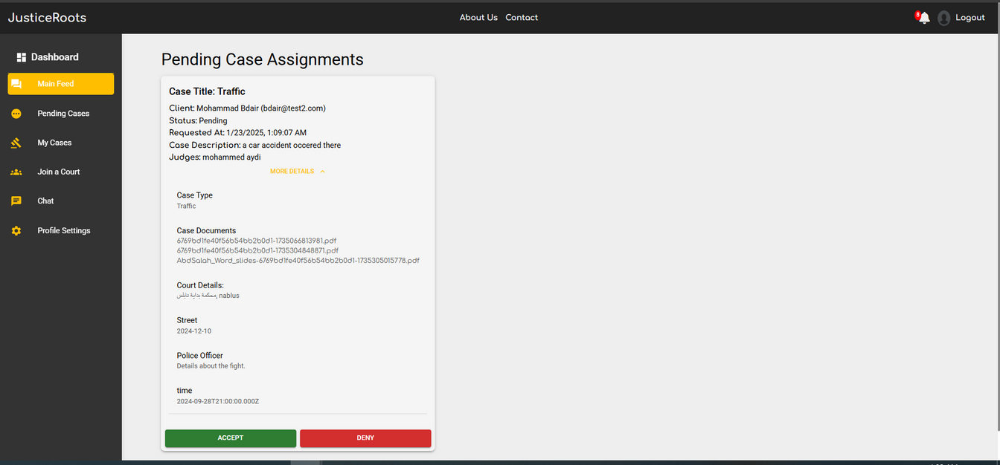 JusticeRoots
About Us
Contact
8
Logout
Dashboard
Main Feed
Pending Cases
My Cases
Join a Court
Chat
Profile Settings
Pending Case Assignments
Case Title: Traffic
Client: Mohammad Bdair (bdair@test2.com)
Status: Pending
Requested At: 1/23/2025, 1:09:07 AM
Case Description: a car accident occered there
Judges: mohammed aydi
MORE DETAILS
Case Type
Traffic
Case Documents
6769bd1fe40f56b54bb2b0d1-1735066813981.pdf
6769bd1fe40f56b54bb2b0d1-1735304848871.pdf
AbdSalah_Word_slides-6769bd1fe40f56b54bb2b0d1-1735305015778.pdf
Court Details:
محكمة بداية نابلس, nablus
Street
2024-12-10
Police Officer
Details about the fight.
time
2024-09-28T21:00:00.000Z
ACCEPT
DENY